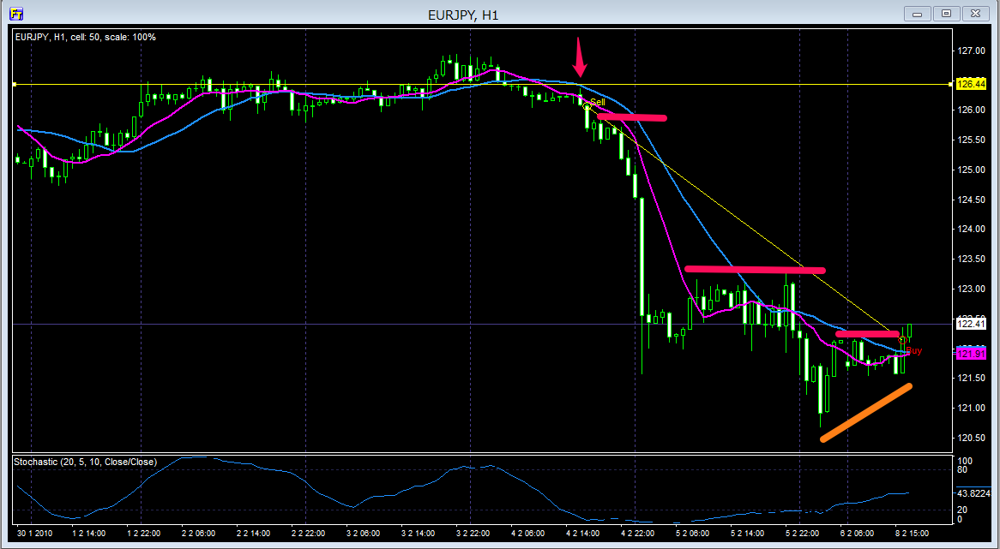 FT
EURJPY, H1
EURJPY, H1, cell: 50, scale: 100%
127.00
126.44
126.00
125.50
125.00
124.50
124.00
123.50
123.00
122.41
121.91
121.50
121.00
120.50
Sell
Buy
Stochastic (20, 5, 10, Close/Close)
100
80
43.8224
20
0
30 1 2010
1 2 14:00
1 2 22:00
2 2 06:00
2 2 14:00
2 2 22:00
3 2 06:00
3 2 14:00
3 2 22:00
4 2 06:00
4 2 14:00
4 2 22:00
5 2 06:00
5 2 14:00
5 2 22:00
6 2 06:00
8 2 15:00